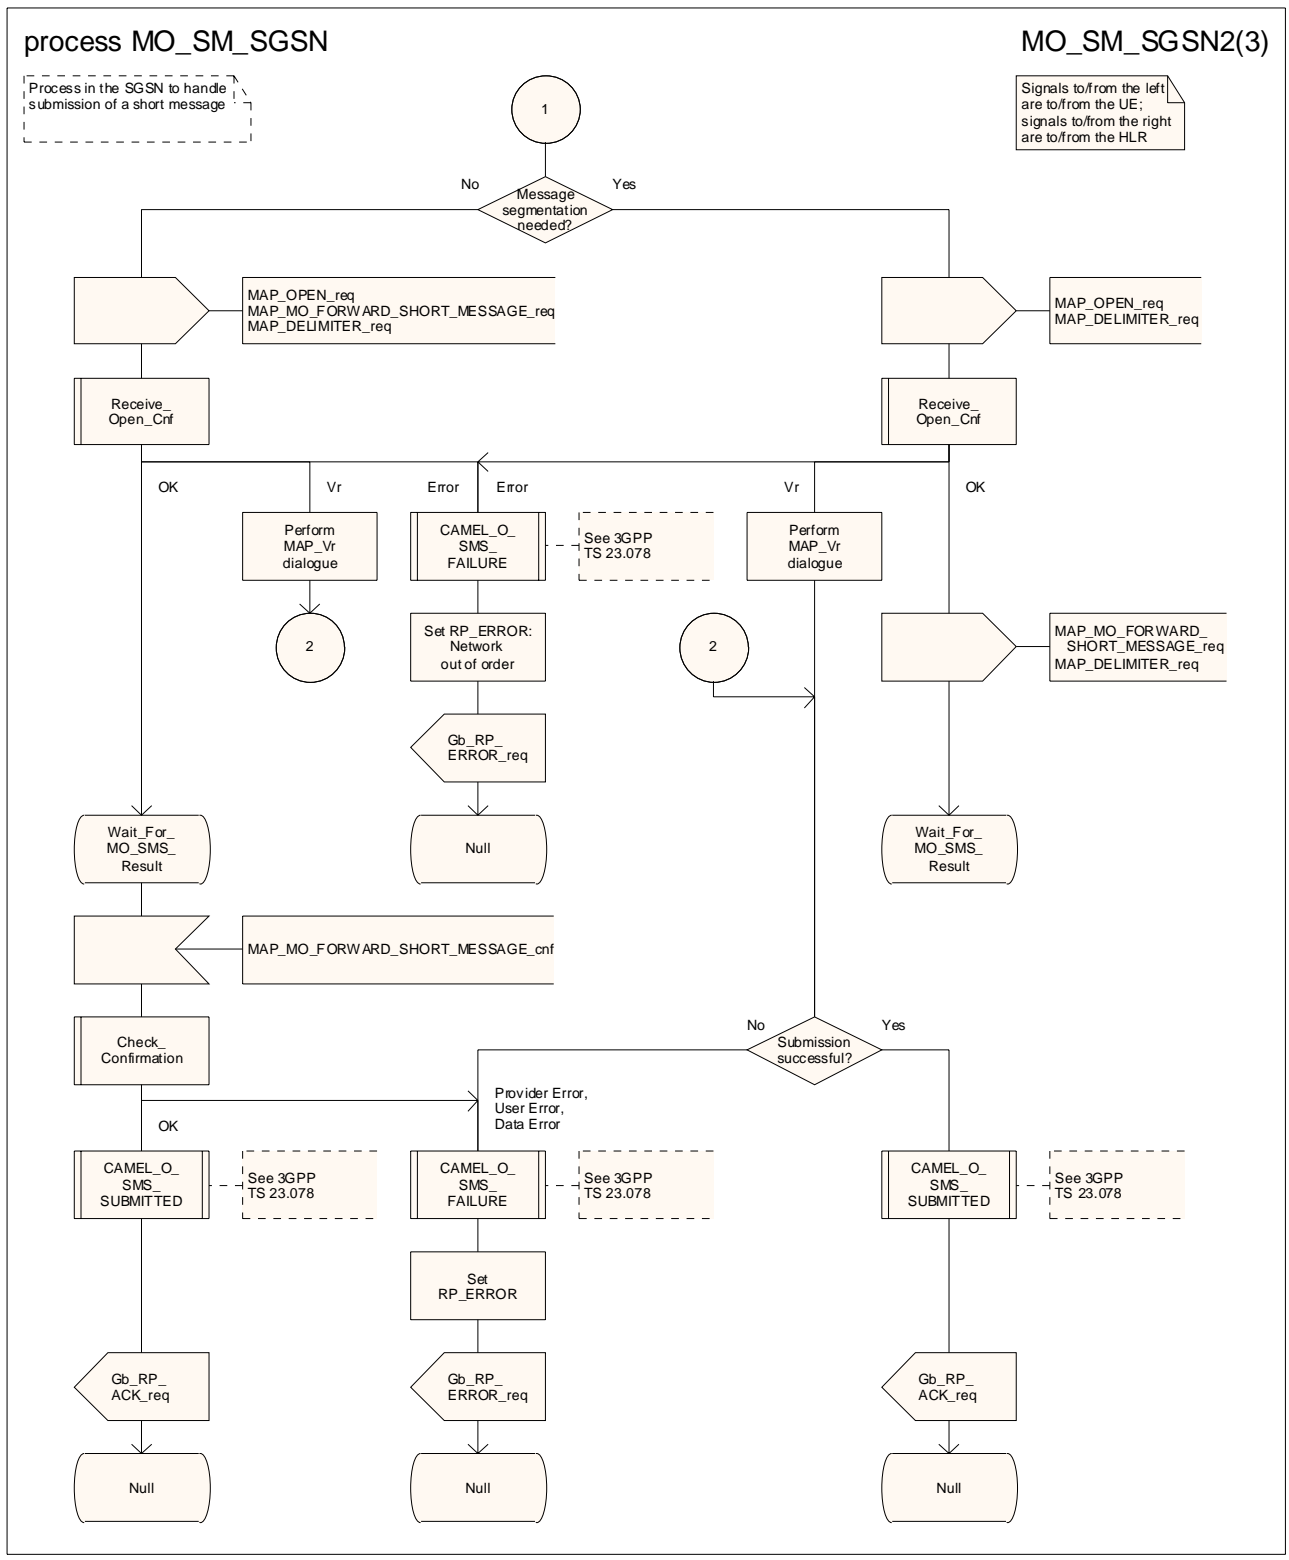 process MO_SM_SGSN
MO_SM_SGSN2(3)
Process in the SGSN to handle
submission of a short message
1
Signals to/from the left
are to/from the UE;
signals to/from the right
are to/from the HLR
No
Yes
Message
segmentation
needed?
MAP_OPEN_req
MAP_MO_FORWARD_SHORT_MESSAGE_req
MAP_DELIMITER_req
MAP_OPEN_req
MAP_DELIMITER_req
Receive_
Open_Cnf
Receive_
Open_Cnf
OK
Vr
Error
Error
Vr
OK
Perform
MAP_Vr
dialogue
CAMEL_O_
SMS_
FAILURE
See 3GPP
TS 23.078
Perform
MAP_Vr
dialogue
2
Set RP_ERROR:
Network
out of order
2
MAP_MO_FORWARD_
SHORT_MESSAGE_req
MAP_DELIMITER_req
Gb_RP_
ERROR_req
Wait_For_
MO_SMS_
Result
Null
Wait_For_
MO_SMS_
Result
MAP_MO_FORWARD_SHORT_MESSAGE_cnf
Check_
Confirmation
No
Yes
Submission
successful?
Provider Error,
User Error,
Data Error
OK
CAMEL_O_
SMS_
SUBMITTED
See 3GPP
TS 23.078
CAMEL_O_
SMS_
FAILURE
See 3GPP
TS 23.078
CAMEL_O_
SMS_
SUBMITTED
See 3GPP
TS 23.078
Set
RP_ERROR
Gb_RP_
ACK_req
Gb_RP_
ERROR_req
Gb_RP_
ACK_req
Null
Null
Null